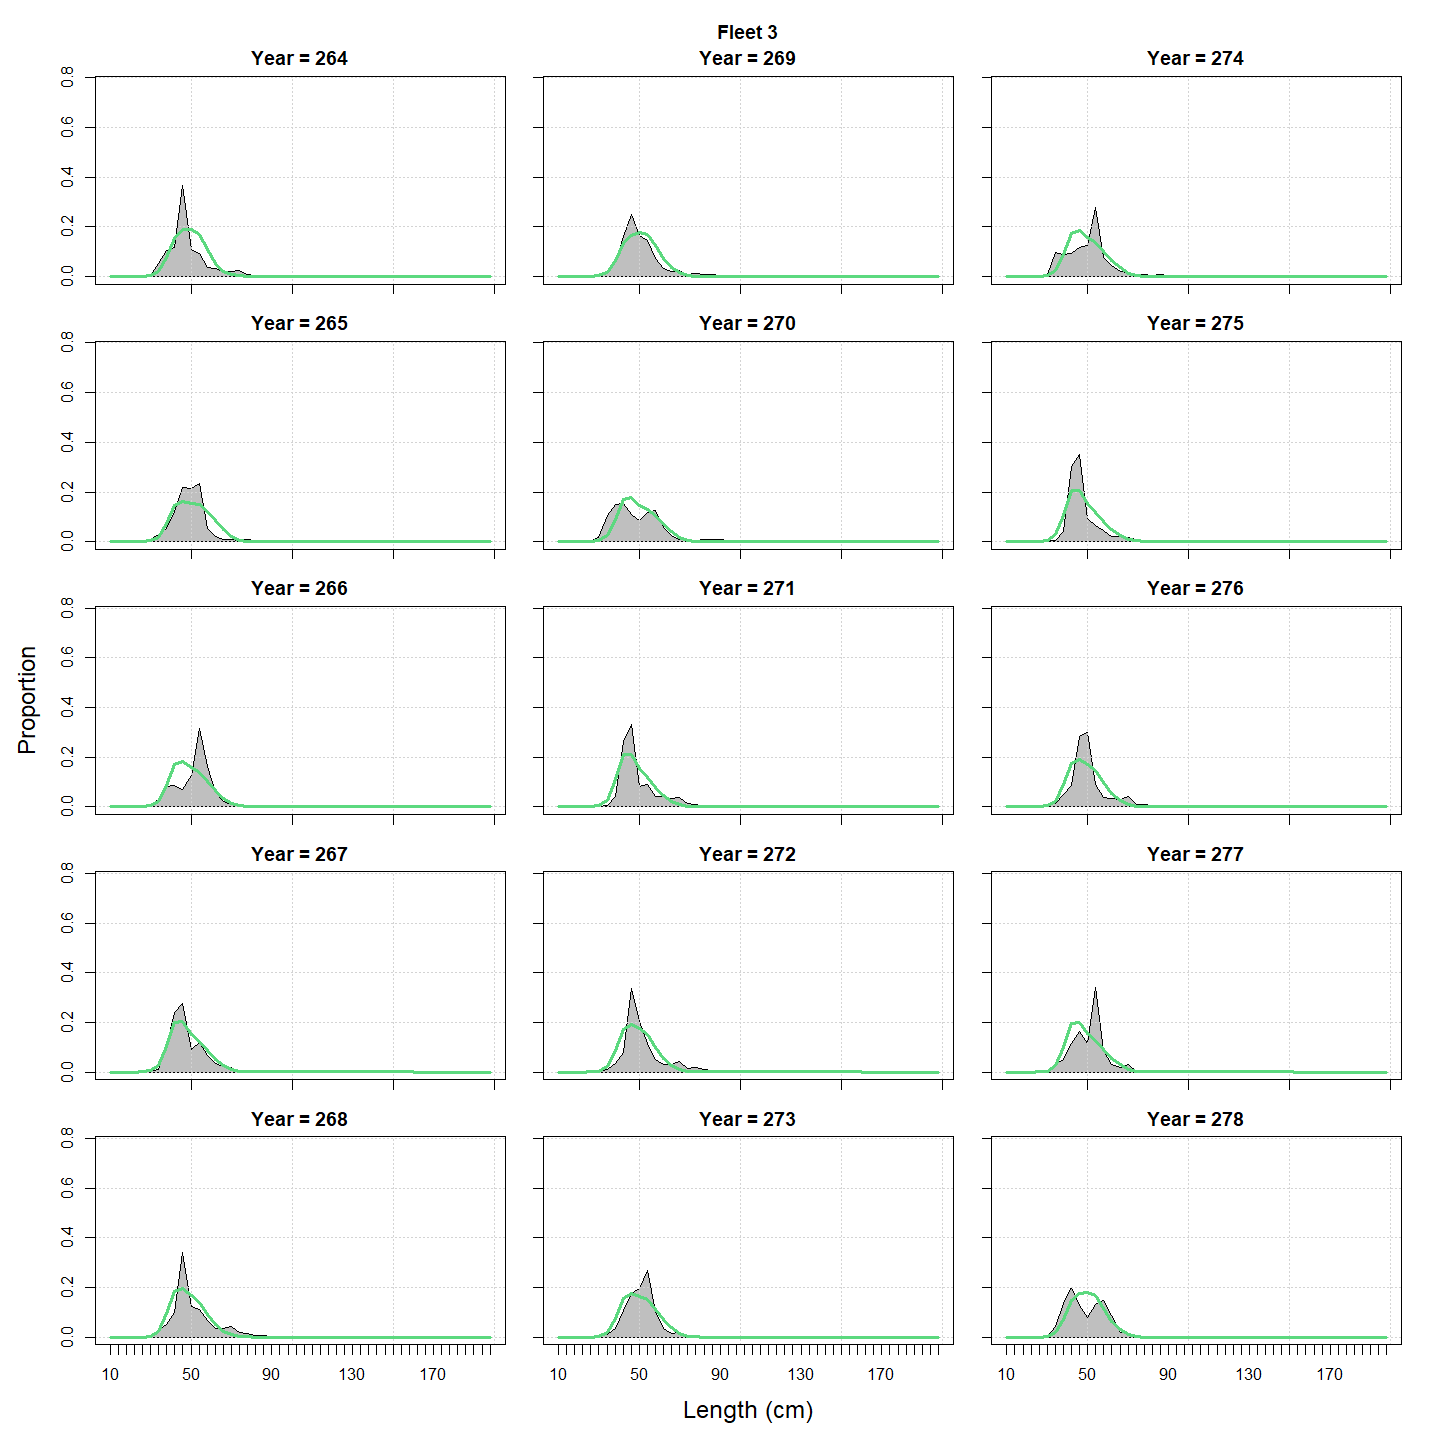 Fleet 3
Year = 264
Year = 269
Year = 274
0.8
0.6
0.4
0.2
0.0
Year = 265
Year = 270
Year = 275
0.8
0.6
0.4
0.2
0.0
Year = 266
Year = 271
Year = 276
0.8
0.6
0.4
0.2
0.0
Proportion
Year = 267
Year = 272
Year = 277
0.8
0.6
0.4
0.2
0.0
Year = 268
Year = 273
Year = 278
0.8
0.6
0.4
0.2
0.0
10 50 90 130 170
10 50 90 130 170
10 50 90 130 170
Length (cm)